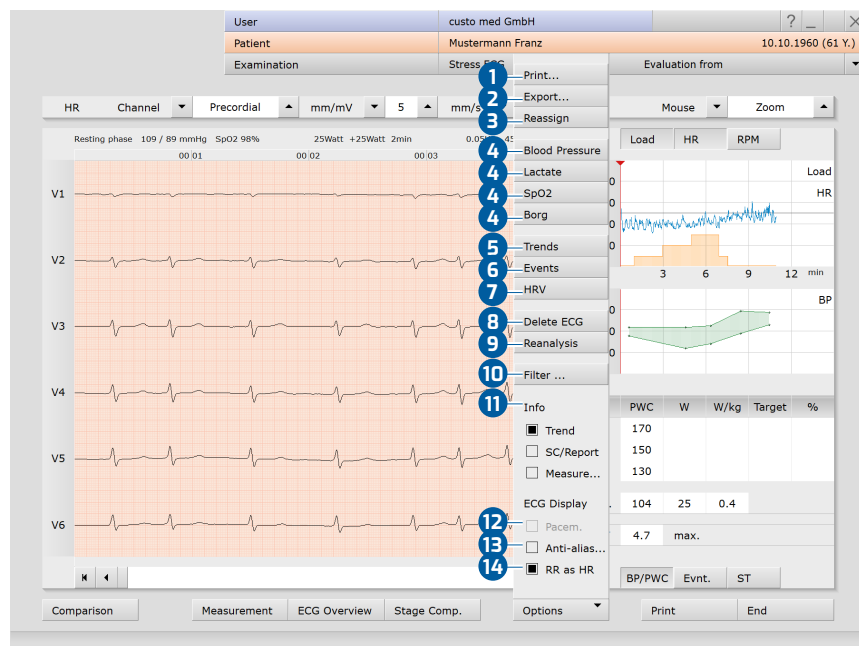 User custo med GmbH ? _ X
Patient Mustermann Franz 10.10.1960 (61 Y.)
Examination Stress ECG Evaluation from
1 Print...
2 Export...
HR Channel Precordial mm/mV 5 mm/s Mouse Zoom
3 Reassign
Resting phase 109 / 89 mmHg SpO2 98% 25Watt +25Watt 2min Load HR RPM
00:01 00:02 00:03
4 Blood Pressure
4 Lactate
4 SpO2
4 Borg
5 Trends
6 Events
7 HRV
8 Delete ECG
9 Reanalysis
10 Filter ...
11 Info
Trend
SC/Report
Measure...
ECG Display
12 Pacem.
13 Anti-alias...
14 RR as HR
V1
V2
V3
V4
V5
V6
Load
HR
3 6 9 12 min
BP
PWC W W/kg Target %
170
150
130
104 25 0.4
4.7 max.
BP/PWC Evnt. ST
Comparison Measurement ECG Overview Stage Comp. Options Print End